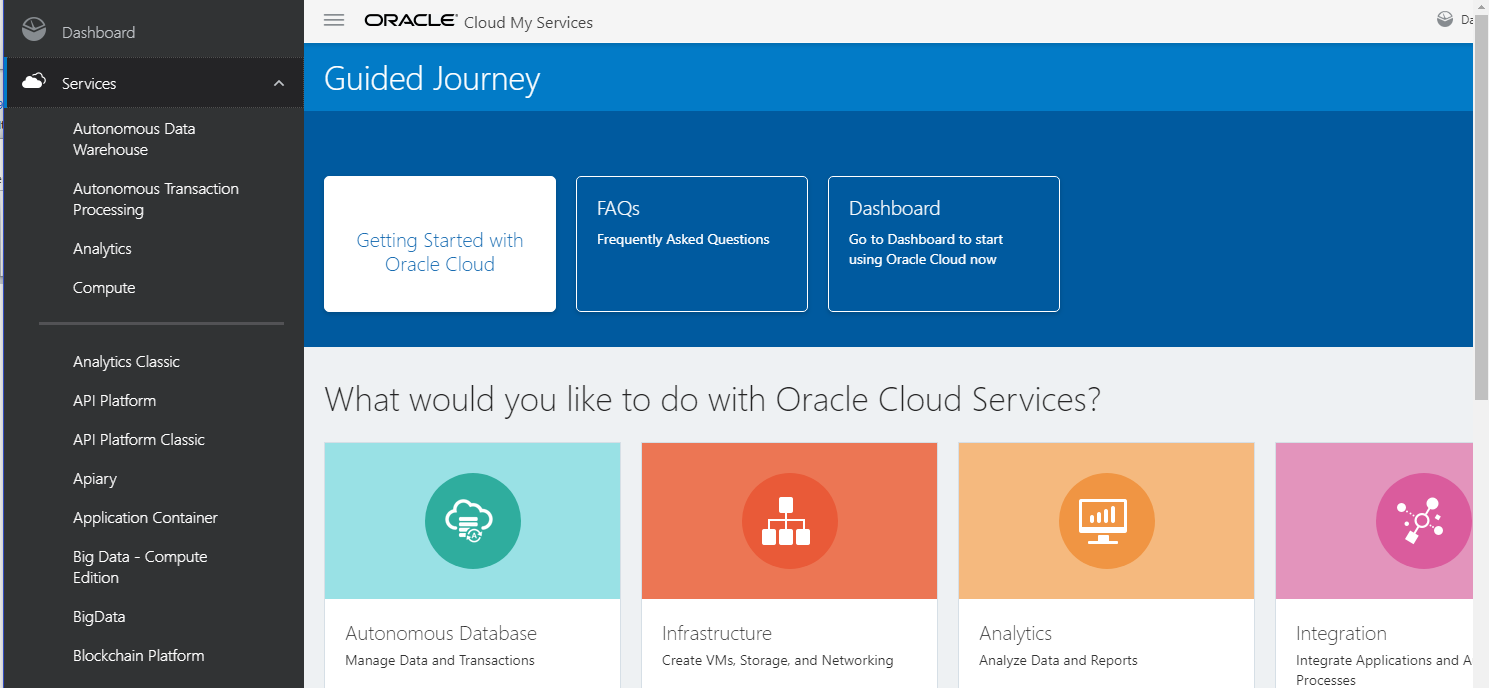 Dashboard
Services
Autonomous Data
Warehouse
Autonomous Transaction
Processing
Analytics
Compute
Analytics Classic
API Platform
API Platform Classic
Apiary
Application Container
Big Data - Compute
Edition
BigData
Blockchain Platform
ORACLE® Cloud My Services
Guided Journey
Getting Started with
Oracle Cloud
FAQs
Frequently Asked Questions
Dashboard
Go to Dashboard to start
using Oracle Cloud now
What would you like to do with Oracle Cloud Services?
Autonomous Database
Manage Data and Transactions
Infrastructure
Create VMs, Storage, and Networking
Analytics
Analyze Data and Reports
Integration
Integrate Applications and
Processes